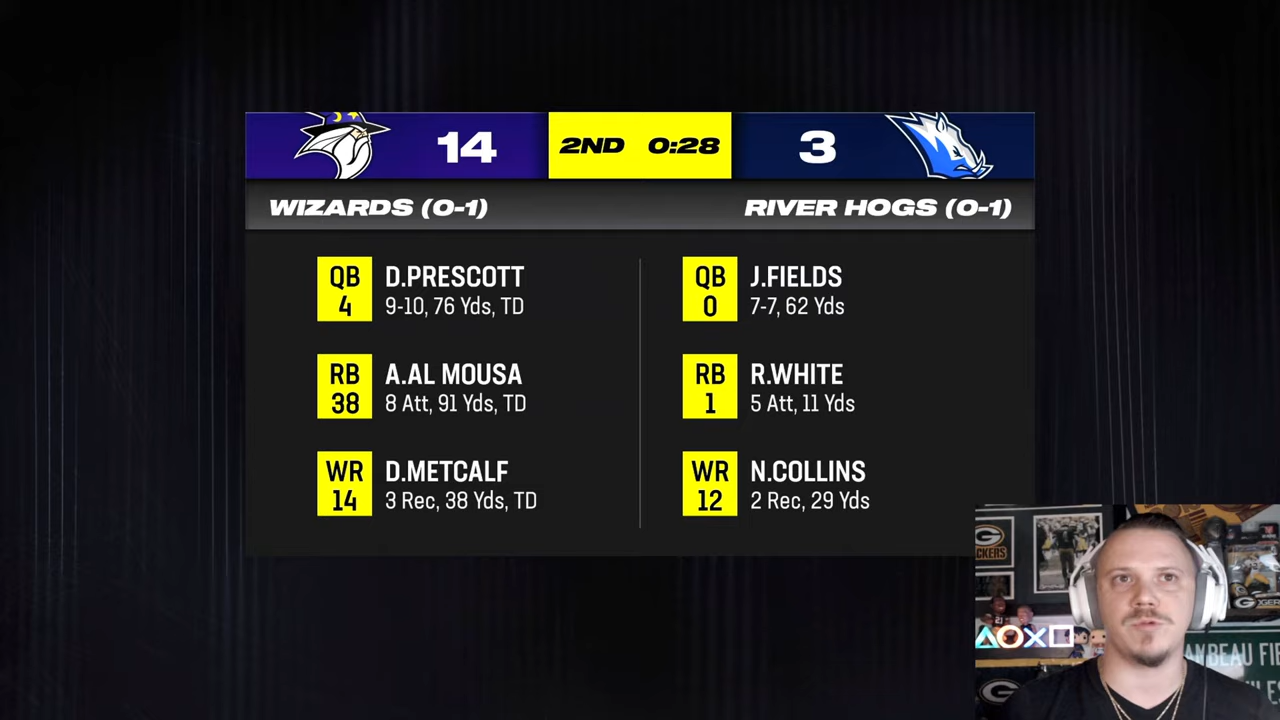 14
2ND 0:28
3
WIZARDS (0-1)
RIVER HOGS (0-1)
QB
4
D.PRESCOTT
9-10, 76 Yds, TD
RB
38
A.AL MOUSA
8 Att, 91 Yds, TD
WR
14
D.METCALF
3 Rec, 38 Yds, TD
QB
0
J.FIELDS
7-7, 62 Yds
RB
1
R.WHITE
5 Att, 11 Yds
WR
12
N.COLLINS
2 Rec, 29 Yds
G
G